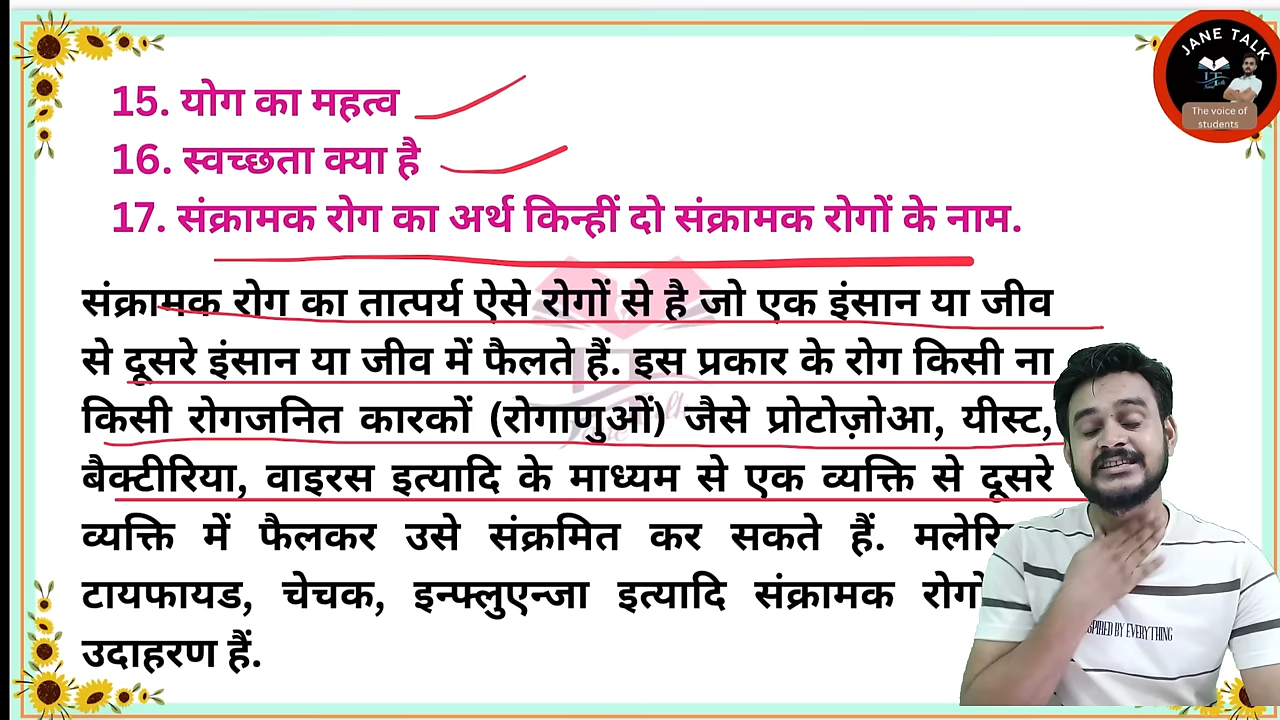 JANE TALK
The voice of
students
15. योग का महत्व
16. स्वच्छता क्या है
17. संक्रामक रोग का अर्थ किन्हीं दो संक्रामक रोगों के नाम.
संक्रामक रोग का तात्पर्य ऐसे रोगों से है जो एक इंसान या जीव
से दूसरे इंसान या जीव में फैलते हैं. इस प्रकार के रोग किसी ना
किसी रोगजनित कारकों (रोगाणुओं) जैसे प्रोटोज़ोआ, यीस्ट,
बैक्टीरिया, वाइरस इत्यादि के माध्यम से एक व्यक्ति से दूसरे
व्यक्ति में फैलकर उसे संक्रमित कर सकते हैं.
टायफायड, चेचक, इन्फ्लुएन्जा इत्यादि संक्रामक
उदाहरण हैं.
BY EVERYTHING